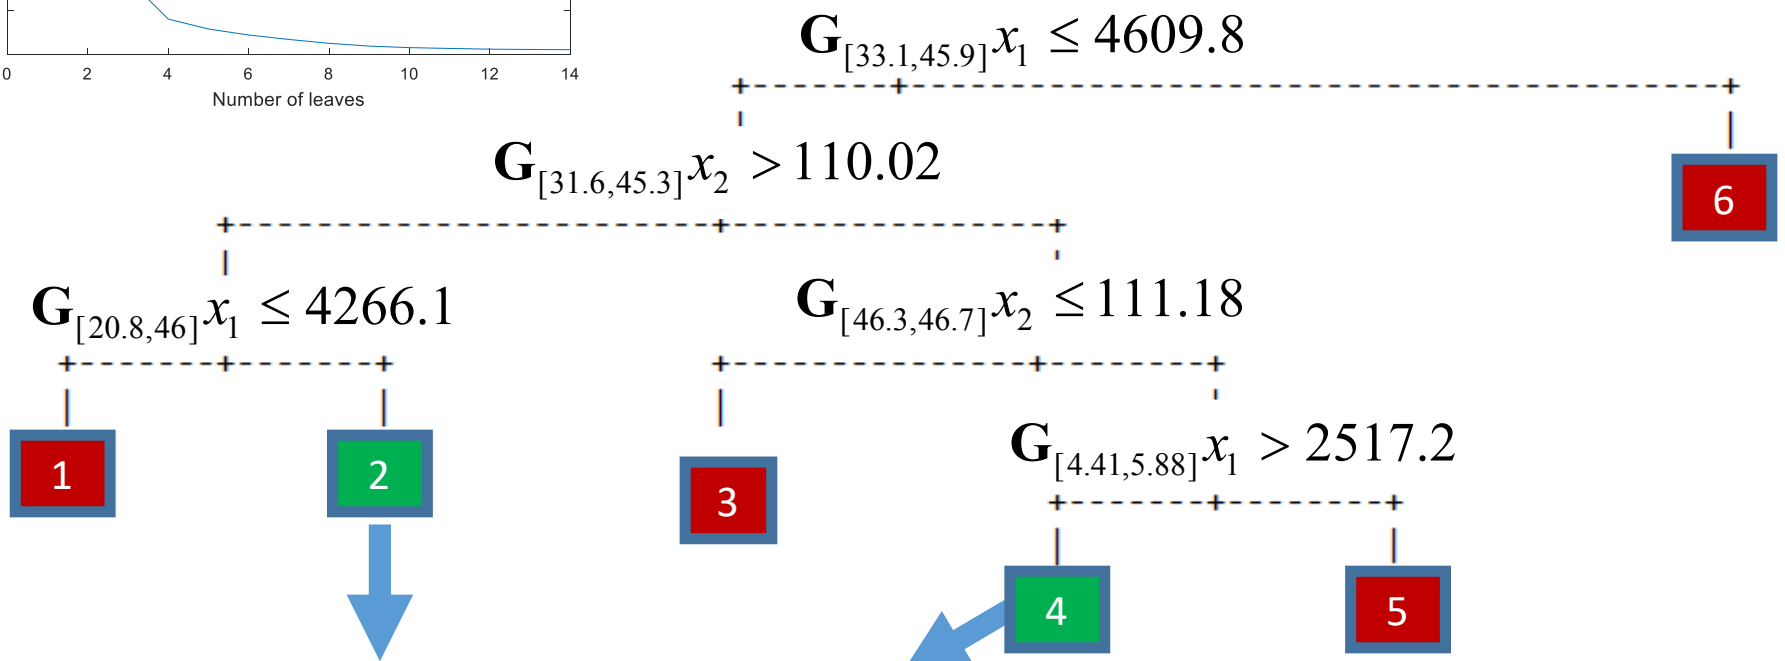 0 2 4 6 8 10 12 14
Number of leaves
G[33.1,45.9]x1 ≤ 4609.8
G[31.6,45.3]x2 > 110.02
6
G[20.8,46]x1 ≤ 4266.1
G[46.3,46.7]x2 ≤ 111.18
1
2
3
G[4.41,5.88]x1 > 2517.2
4
5